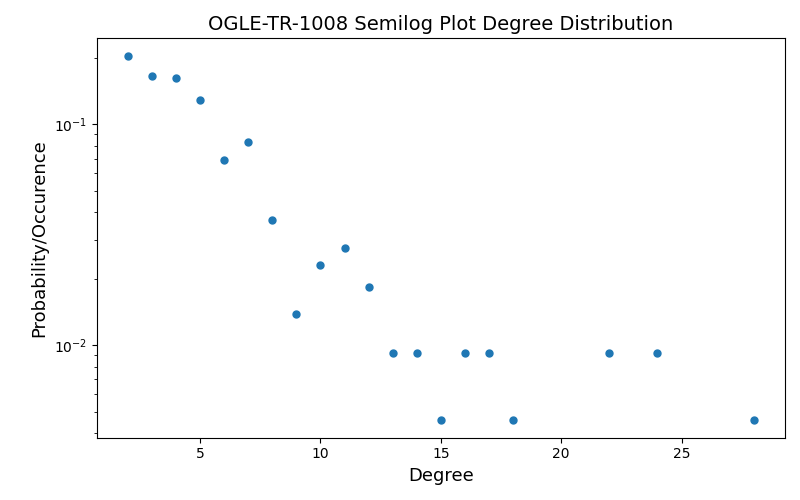 OGLE-TR-1008 Semilog Plot Degree Distribution
Probability/Occurence
10⁻¹
10⁻²
5 10 15 20 25
Degree